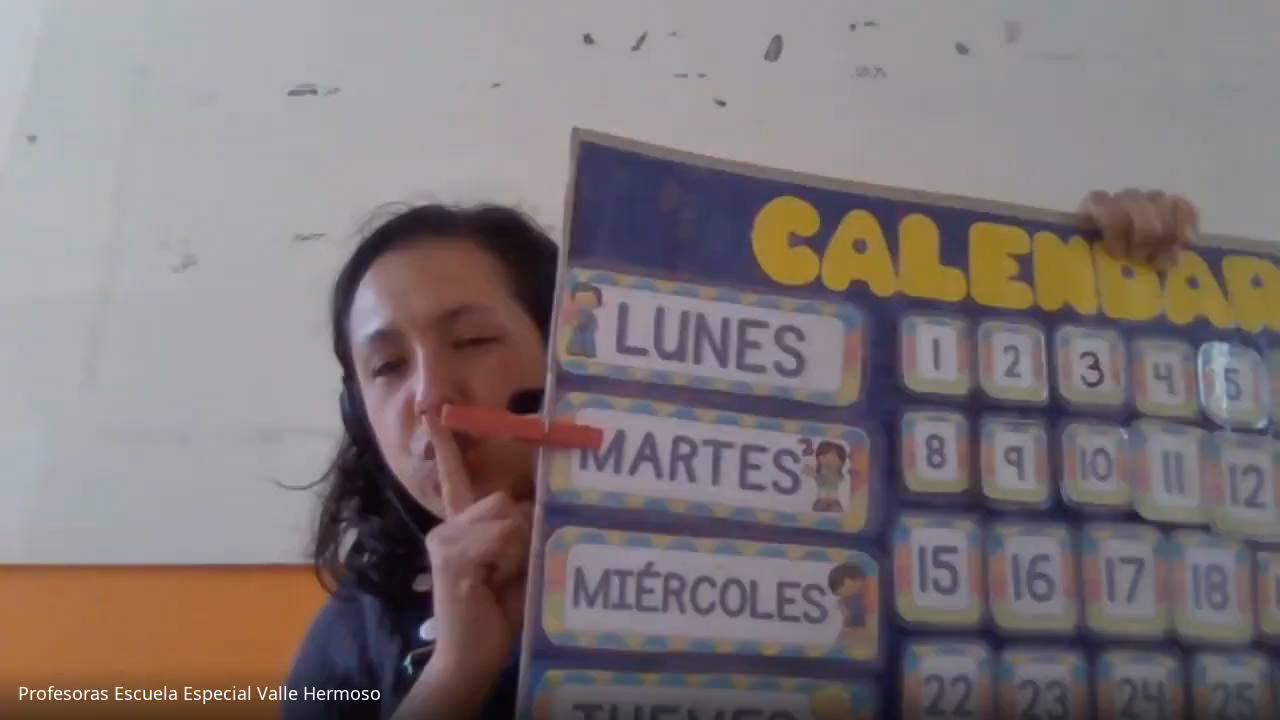 CALENDAR
LUNES
MARTES
MIÉRCOLES
JUEVES
1 2 3 4 5
8 9 10 11 12
15 16 17 18
22 23 24 25
Profesoras Escuela Especial Valle Hermoso